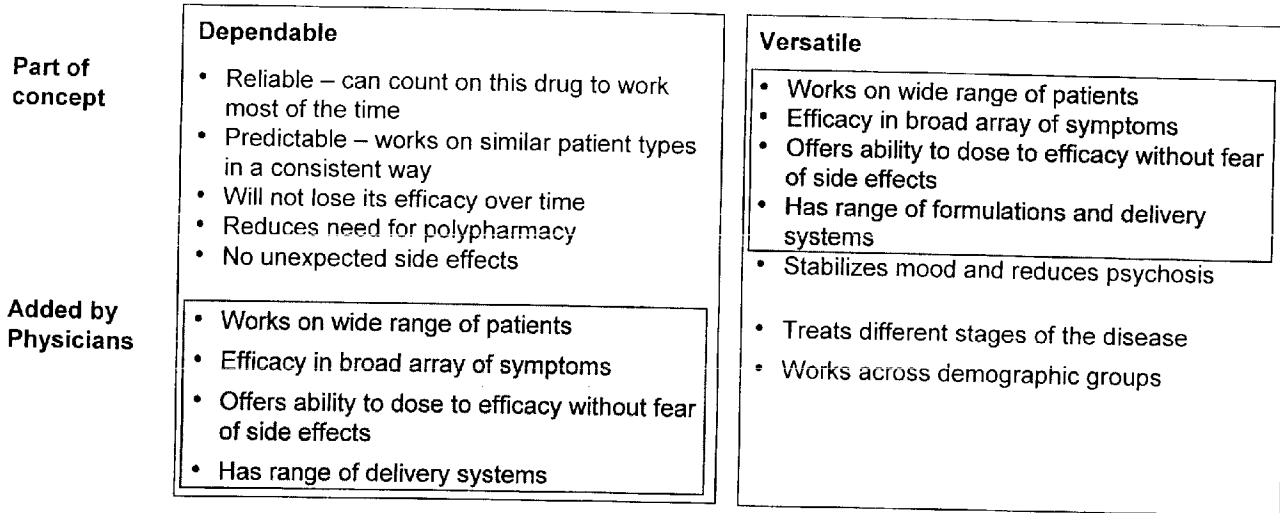 Part of
concept
Dependable
• Reliable – can count on this drug to work
most of the time
• Predictable – works on similar patient types
in a consistent way
• Will not lose its efficacy over time
• Reduces need for polypharmacy
• No unexpected side effects
Added by
Physicians
• Works on wide range of patients
• Efficacy in broad array of symptoms
• Offers ability to dose to efficacy without fear
of side effects
• Has range of delivery systems
Versatile
• Works on wide range of patients
• Efficacy in broad array of symptoms
• Offers ability to dose to efficacy without fear
of side effects
• Has range of formulations and delivery
systems
• Stabilizes mood and reduces psychosis
• Treats different stages of the disease
• Works across demographic groups